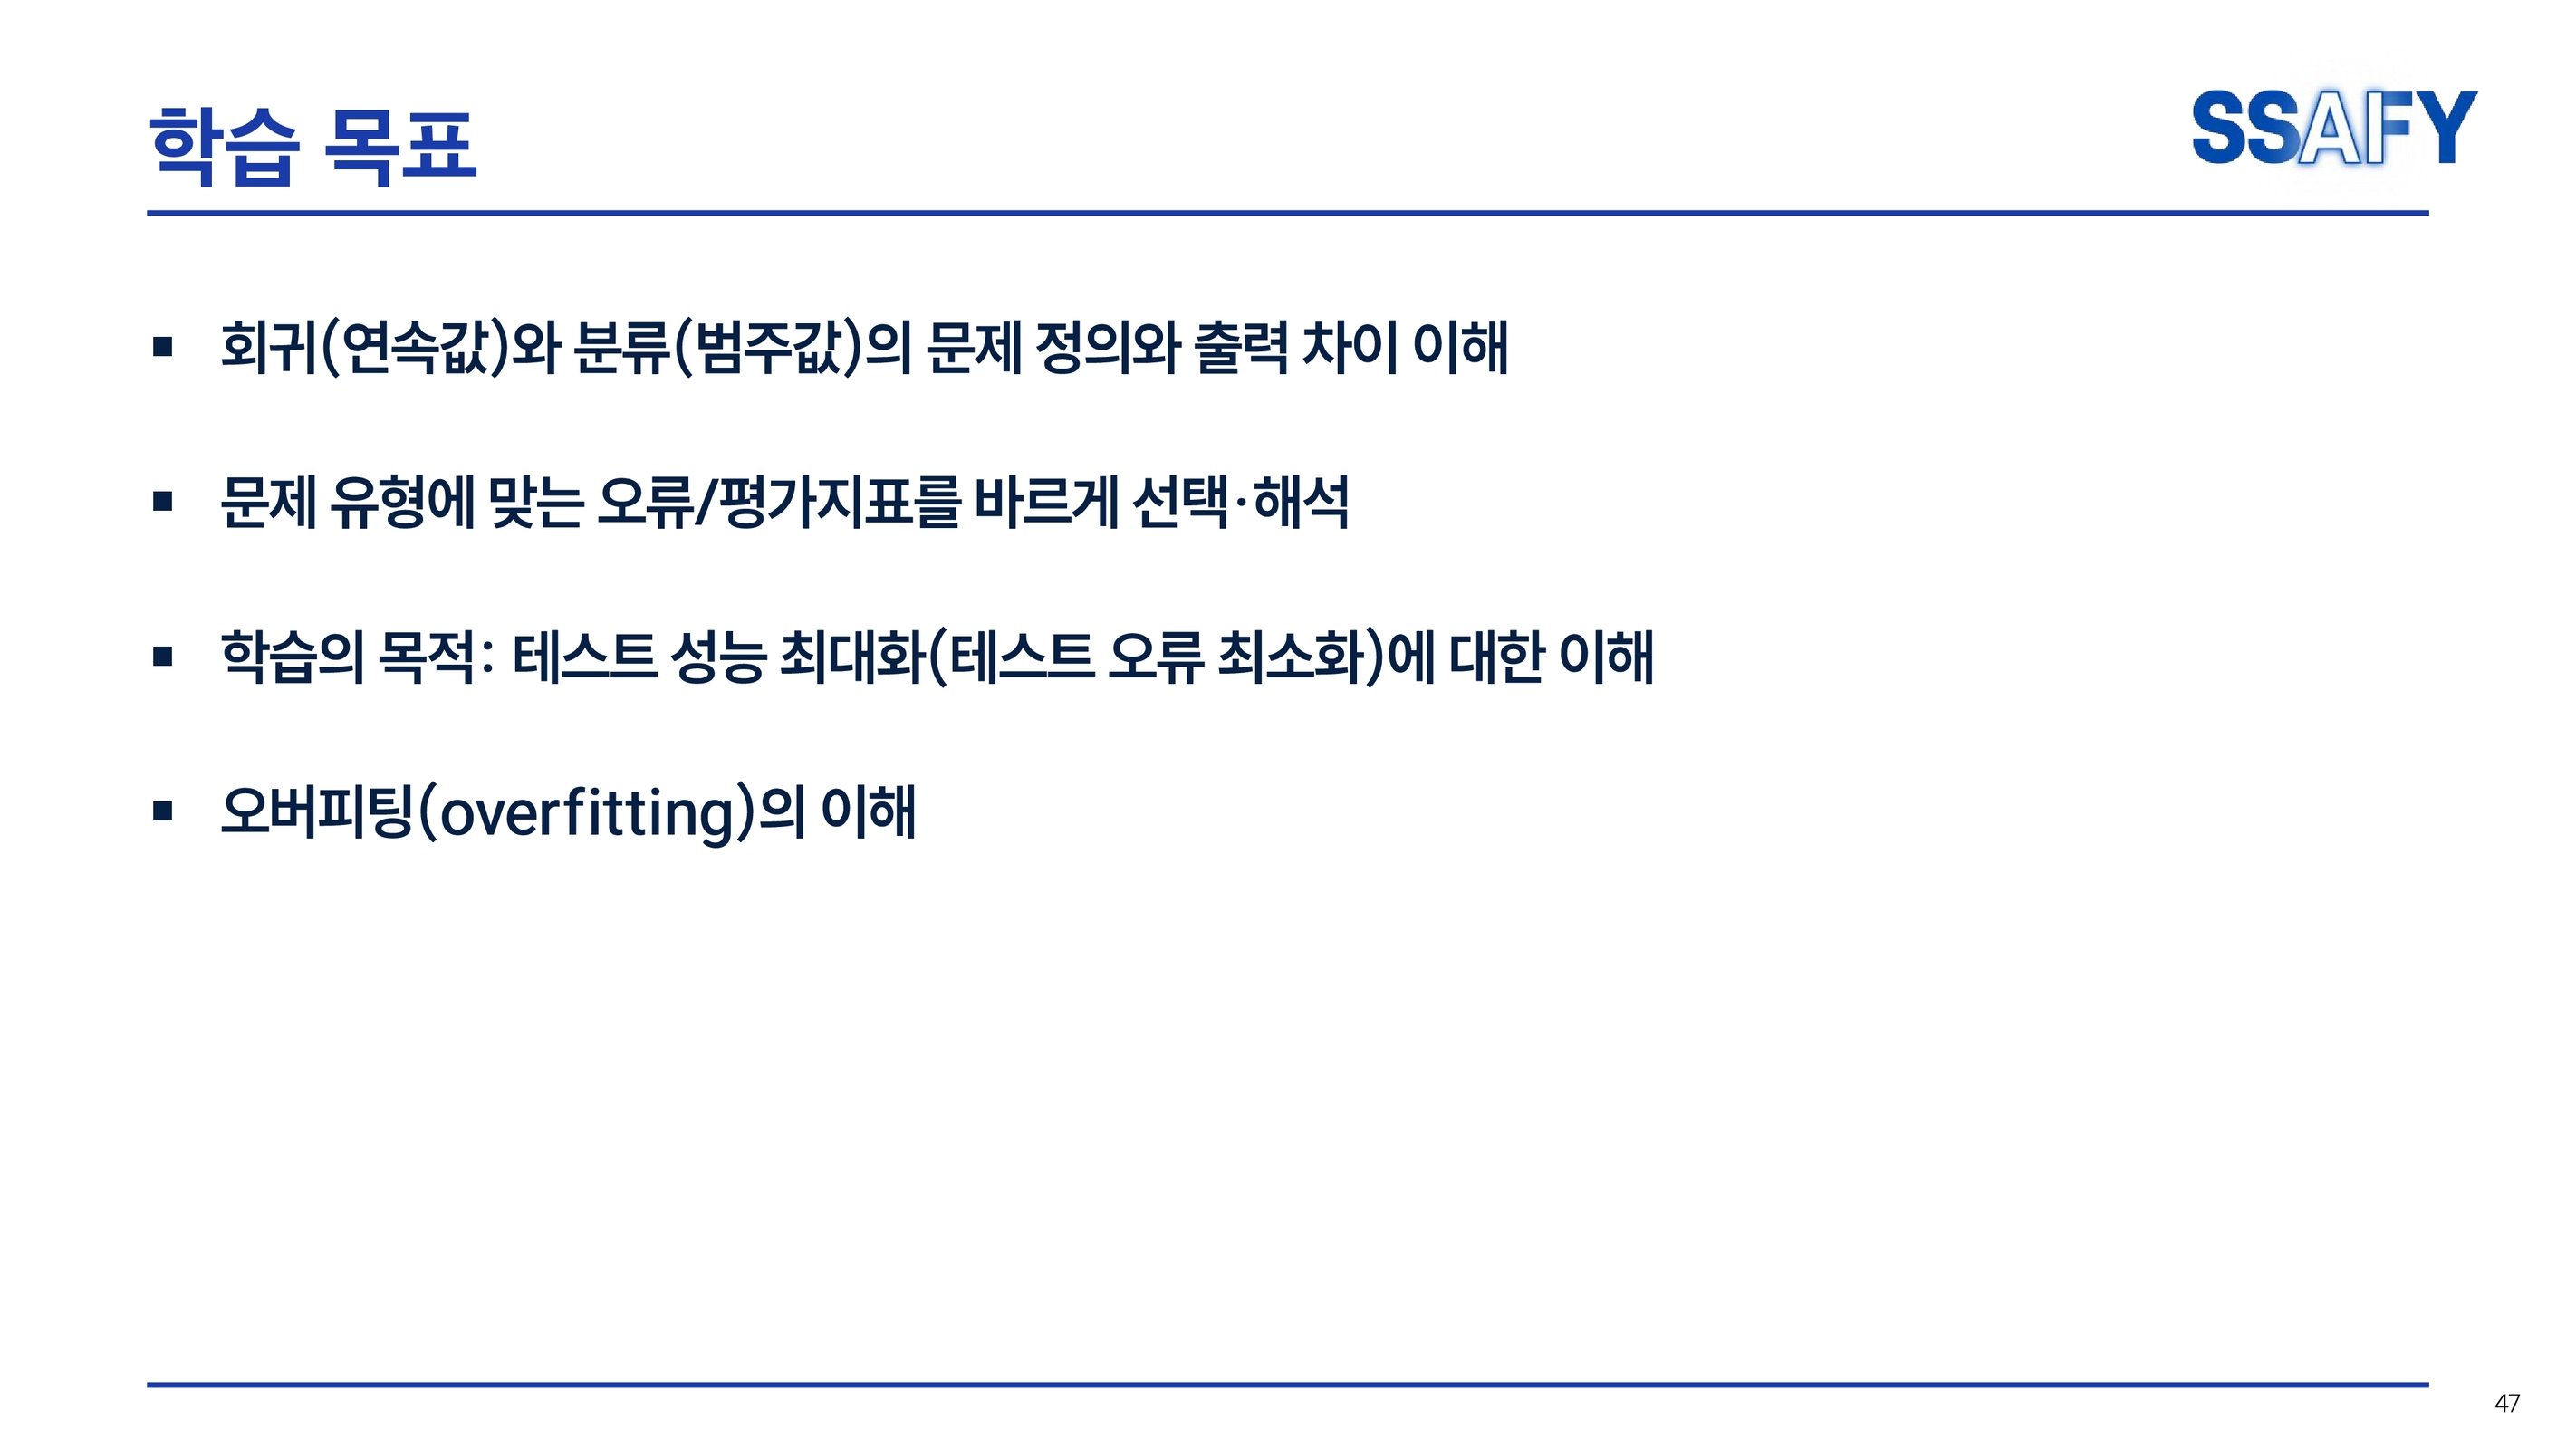 학습 목표
SSAFY
▪ 회귀(연속값)와 분류(범주값)의 문제 정의와 출력 차이 이해
▪ 문제 유형에 맞는 오류/평가지표를 바르게 선택·해석
▪ 학습의 목적: 테스트 성능 최대화(테스트 오류 최소화)에 대한 이해
▪ 오버피팅(overfitting)의 이해
47